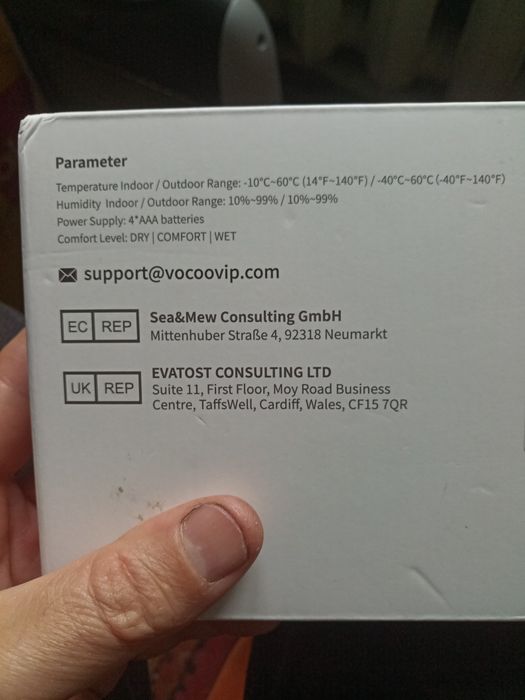 Parameter
Temperature Indoor / Outdoor Range: -10°C~60°C (14°F~140°F) / -40°C~60°C (-40°F~140°F)
Humidity Indoor / Outdoor Range: 10%~99% / 10%~99%
Power Supply: 4*AAA batteries
Comfort Level: DRY | COMFORT | WET
support@vocoovip.com
EC REP
Sea&Mew Consulting GmbH
Mittenhuber Straße 4, 92318 Neumarkt
UK REP
EVATOST CONSULTING LTD
Suite 11, First Floor, Moy Road Business
Centre, TaffsWell, Cardiff, Wales, CF15 7QR